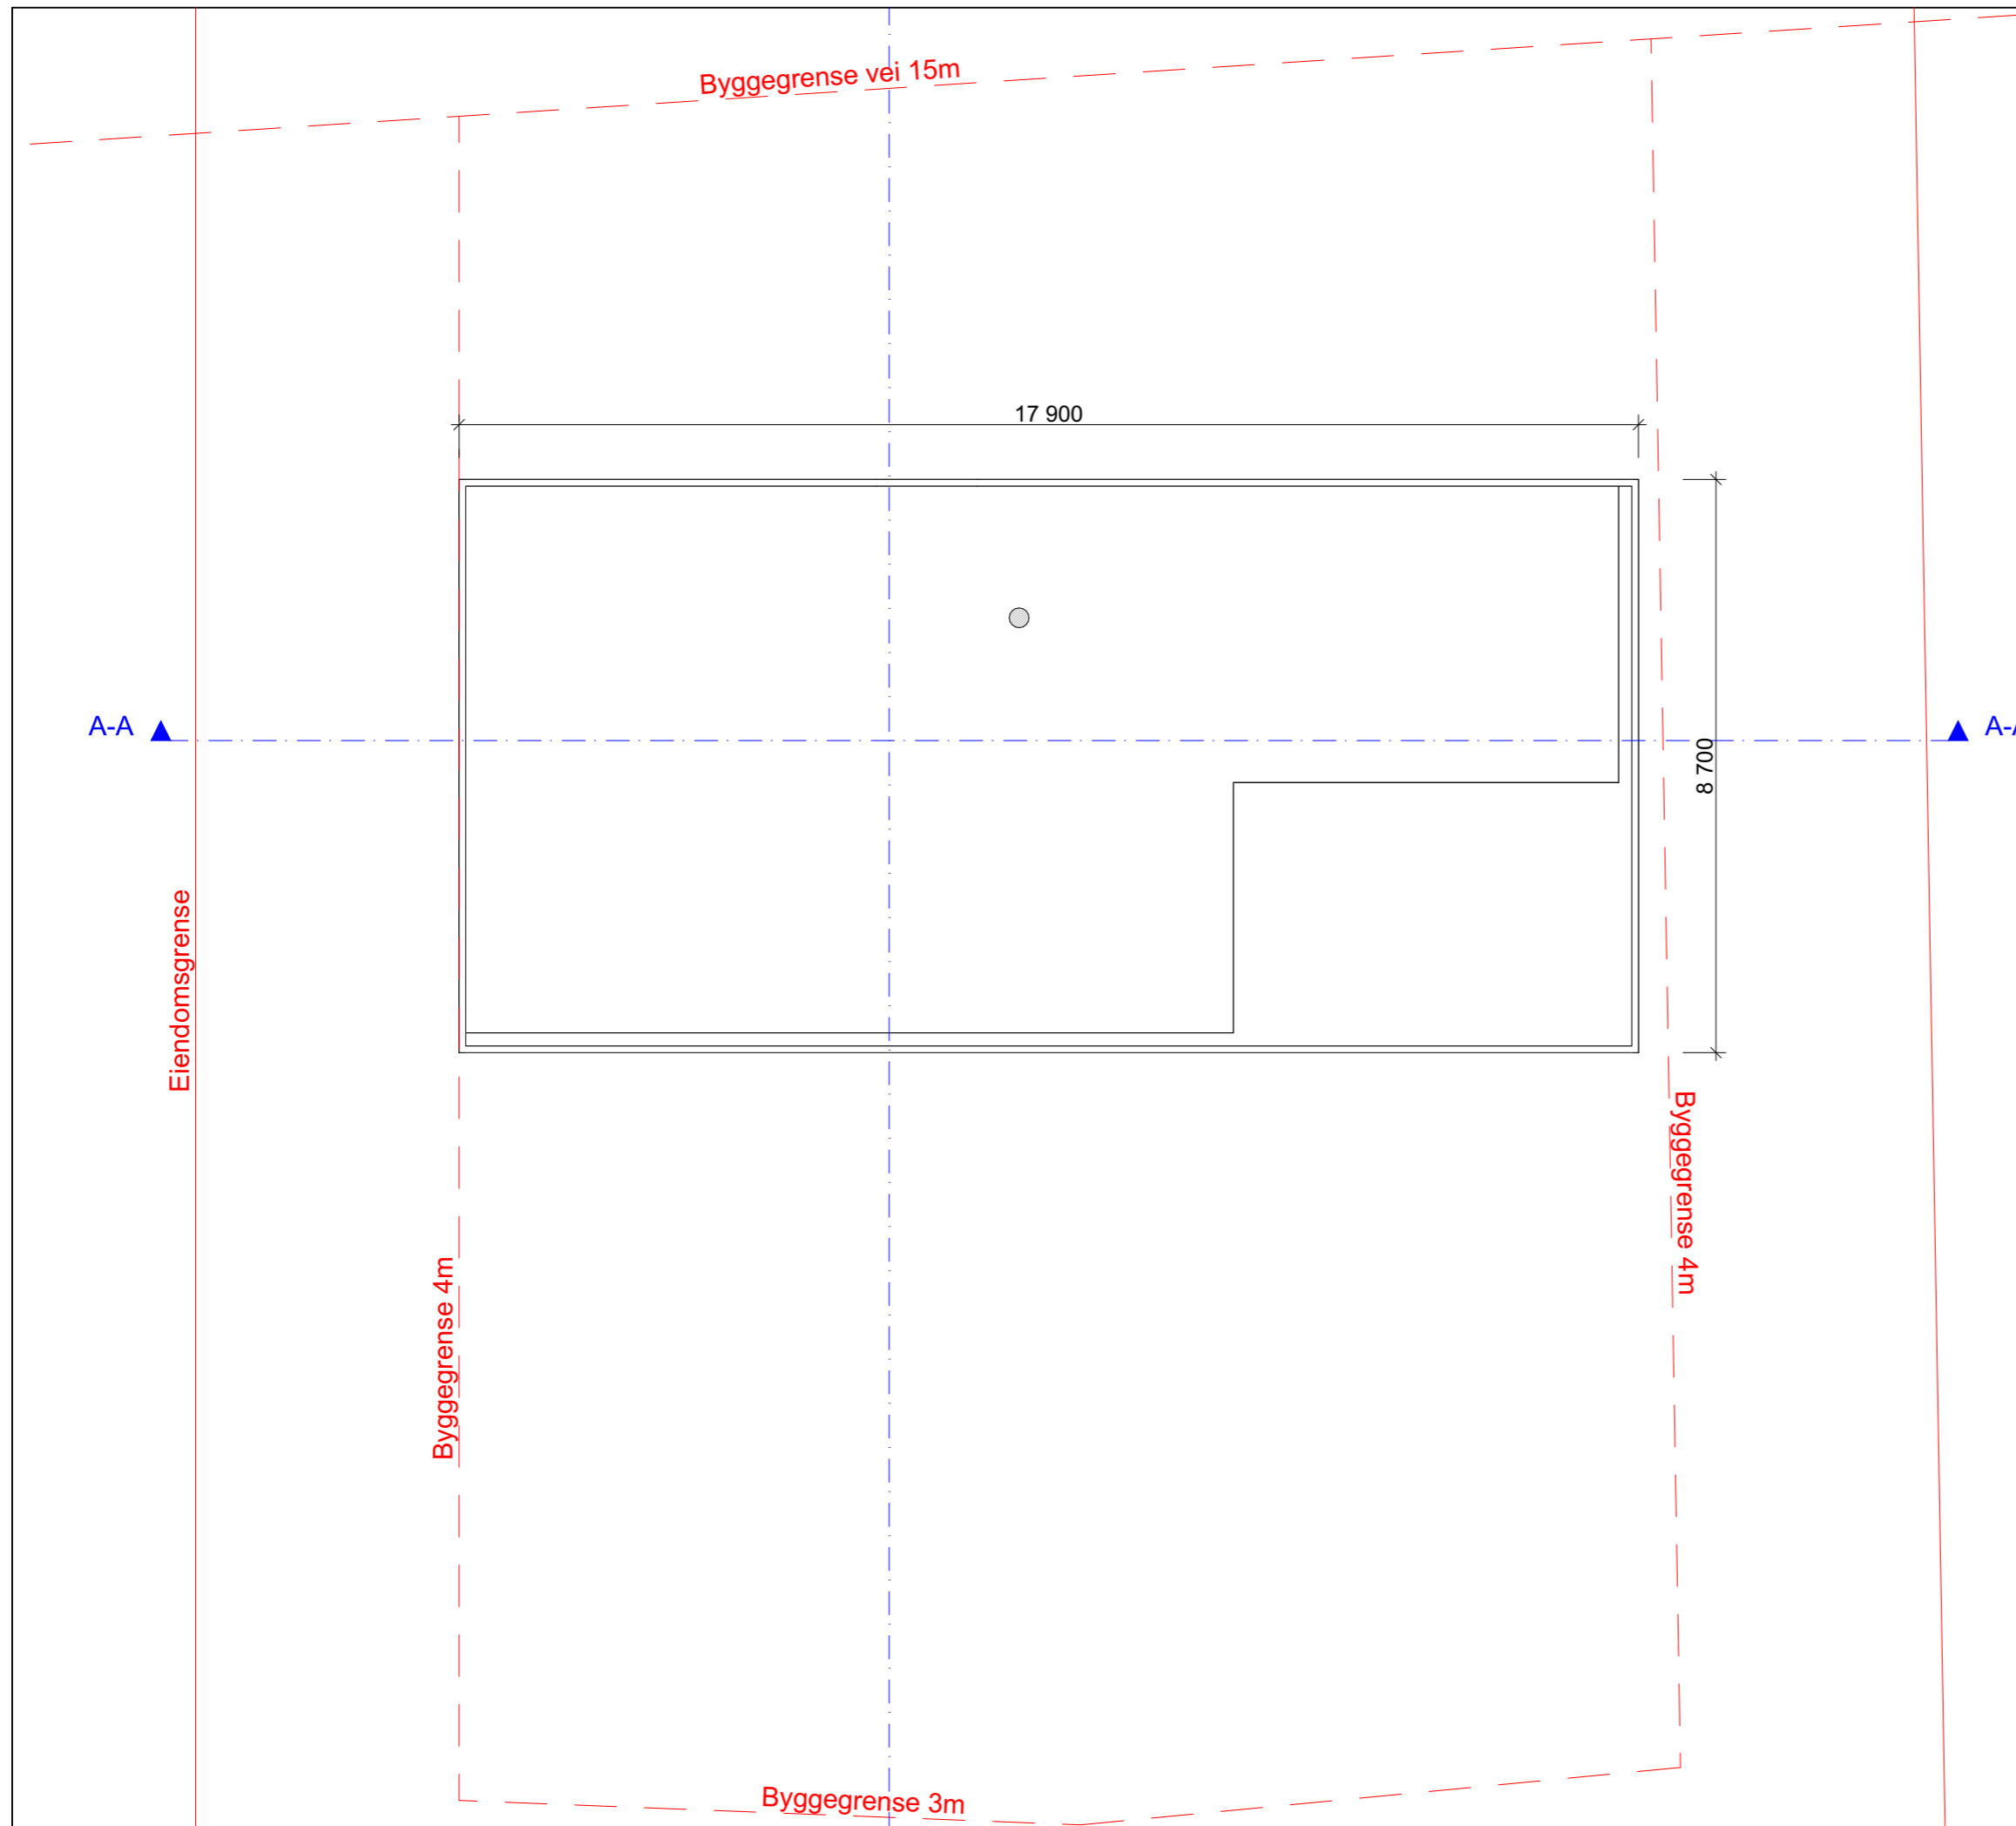 Byggegrense vei 15m
17 900
A-A
A-A
8 700
Eiendomsgrense
Byggegrense 4m
Byggegrense 4m
Byggegrense 3m